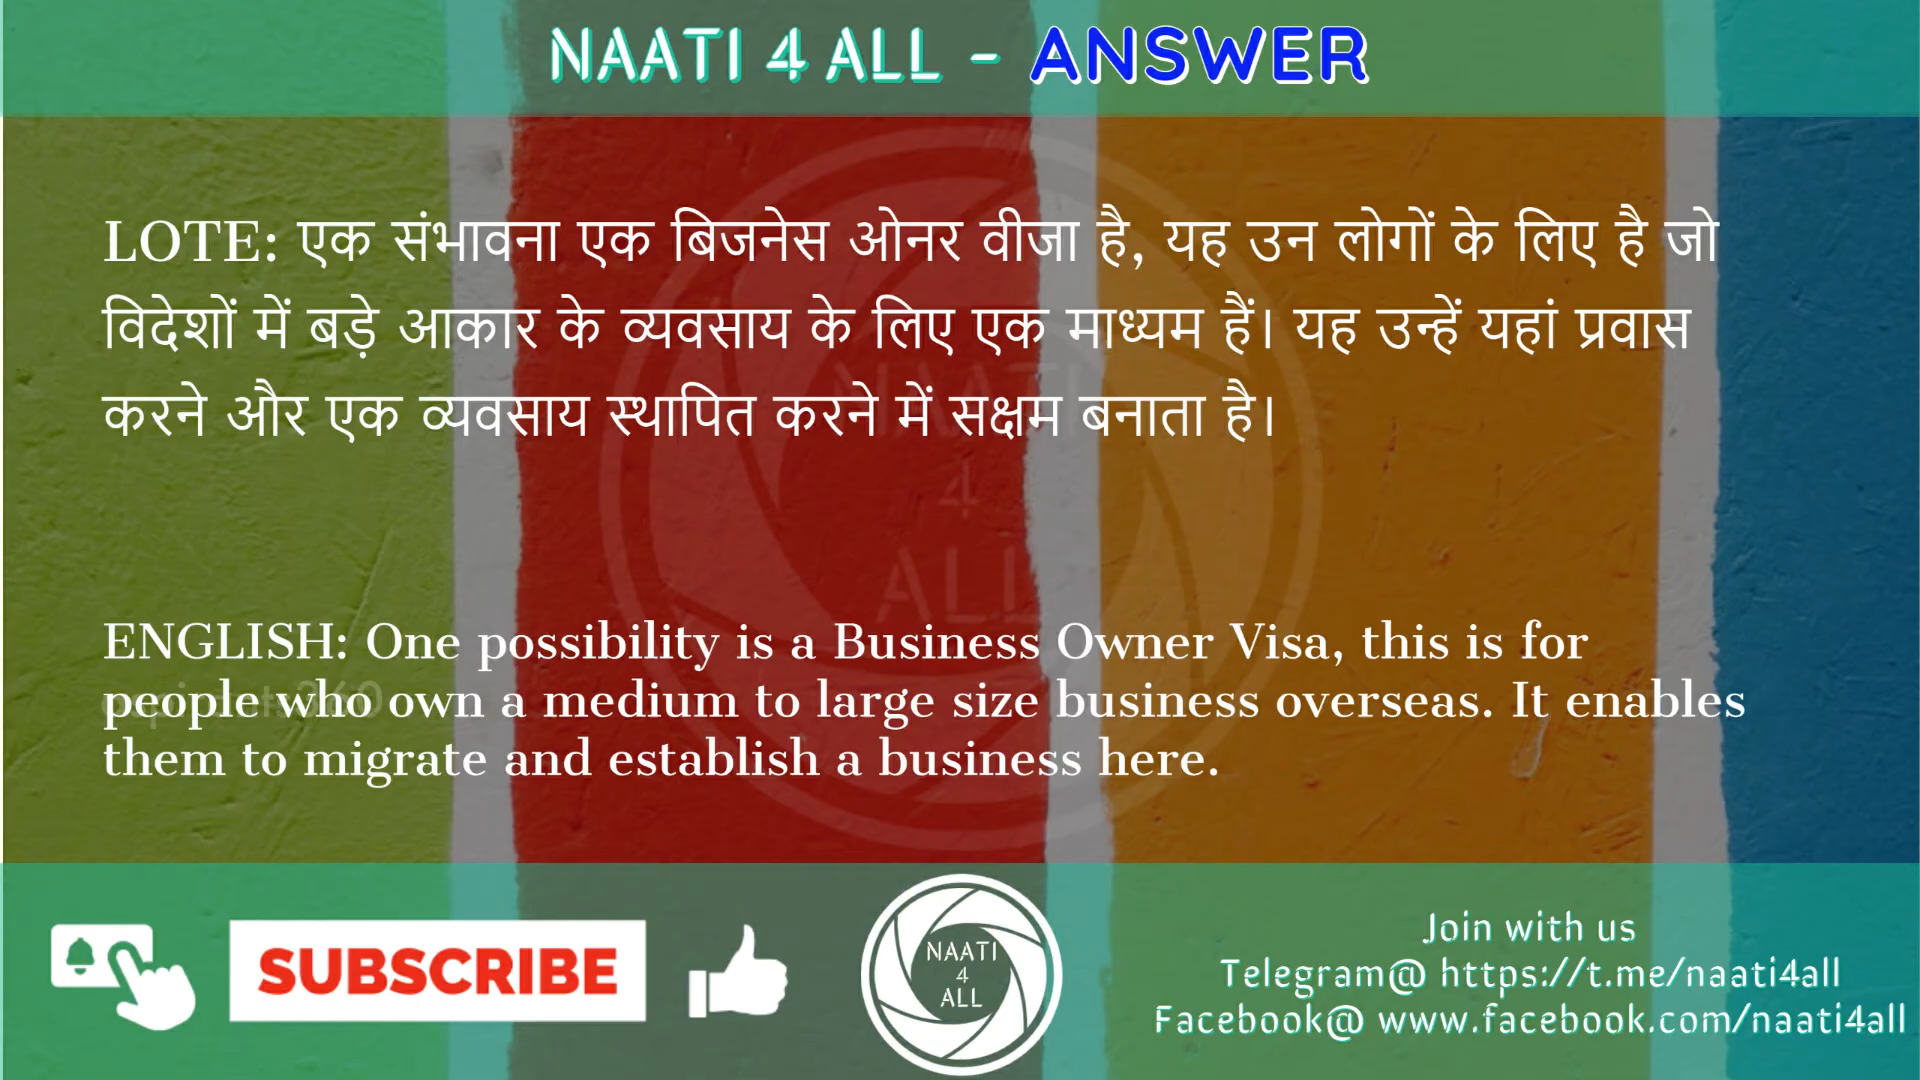 NAATI 4 ALL - ANSWER
LOTE: एक संभावना एक बिजनेस ओनर वीजा है, यह उन लोगों के लिए है जो
विदेशों में बड़े आकार के व्यवसाय के लिए एक माध्यम हैं। यह उन्हें यहां प्रवास
करने और एक व्यवसाय स्थापित करने में सक्षम बनाता है।
NAATI
4
ALL
ENGLISH: One possibility is a Business Owner Visa, this is for
people who own a medium to large size business overseas. It enables
them to migrate and establish a business here.
SUBSCRIBE
NAATI
4
ALL
Join with us
Telegram@ https://t.me/naati4all
Facebook@ www.facebook.com/naati4all